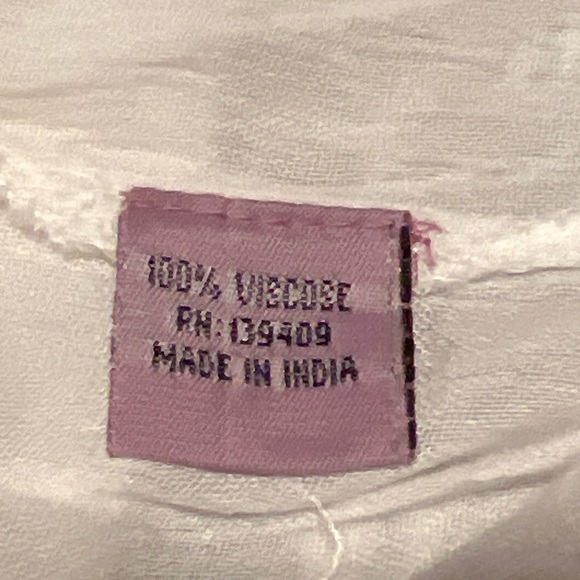 100% VISCOSE
RN: 139409
MADE IN INDIA